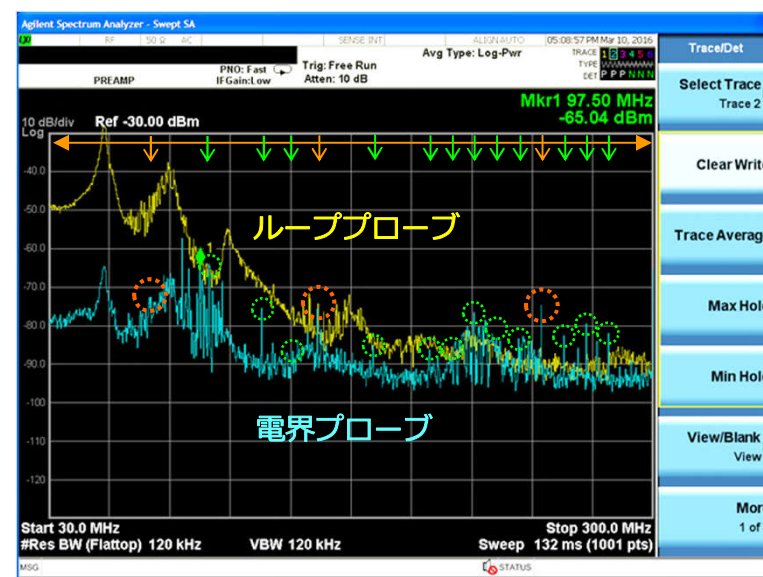 Agilent Spectrum Analyzer - Swept SA
RF 50 Ω AC SENSE:INT ALIGN AUTO 05:08:57 PM Mar 10, 2016
Avg Type: Log-Pwr
TRACE 1 2 3 4 5 6
TYPE
DET P P P N N N
PREAMP
PNO: Fast
IFGain:Low
Trig: Free Run
Atten: 10 dB
Mkr1 97.50 MHz
-65.04 dBm
10 dB/div Ref -30.00 dBm
Log
-40.0
-50.0
-60.0
-70.0
-80.0
-90.0
-100
-110
-120
1
ループプローブ
電界プローブ
Start 30.0 MHz
Stop 300.0 MHz
#Res BW (Flattop) 120 kHz
VBW 120 kHz
Sweep 132 ms (1001 pts)
MSG
STATUS
Trace/Det
Select Trace
Trace 2
Clear Writ
Trace Averag
Max Hol
Min Hol
View/Blank
View
Mor
1 of